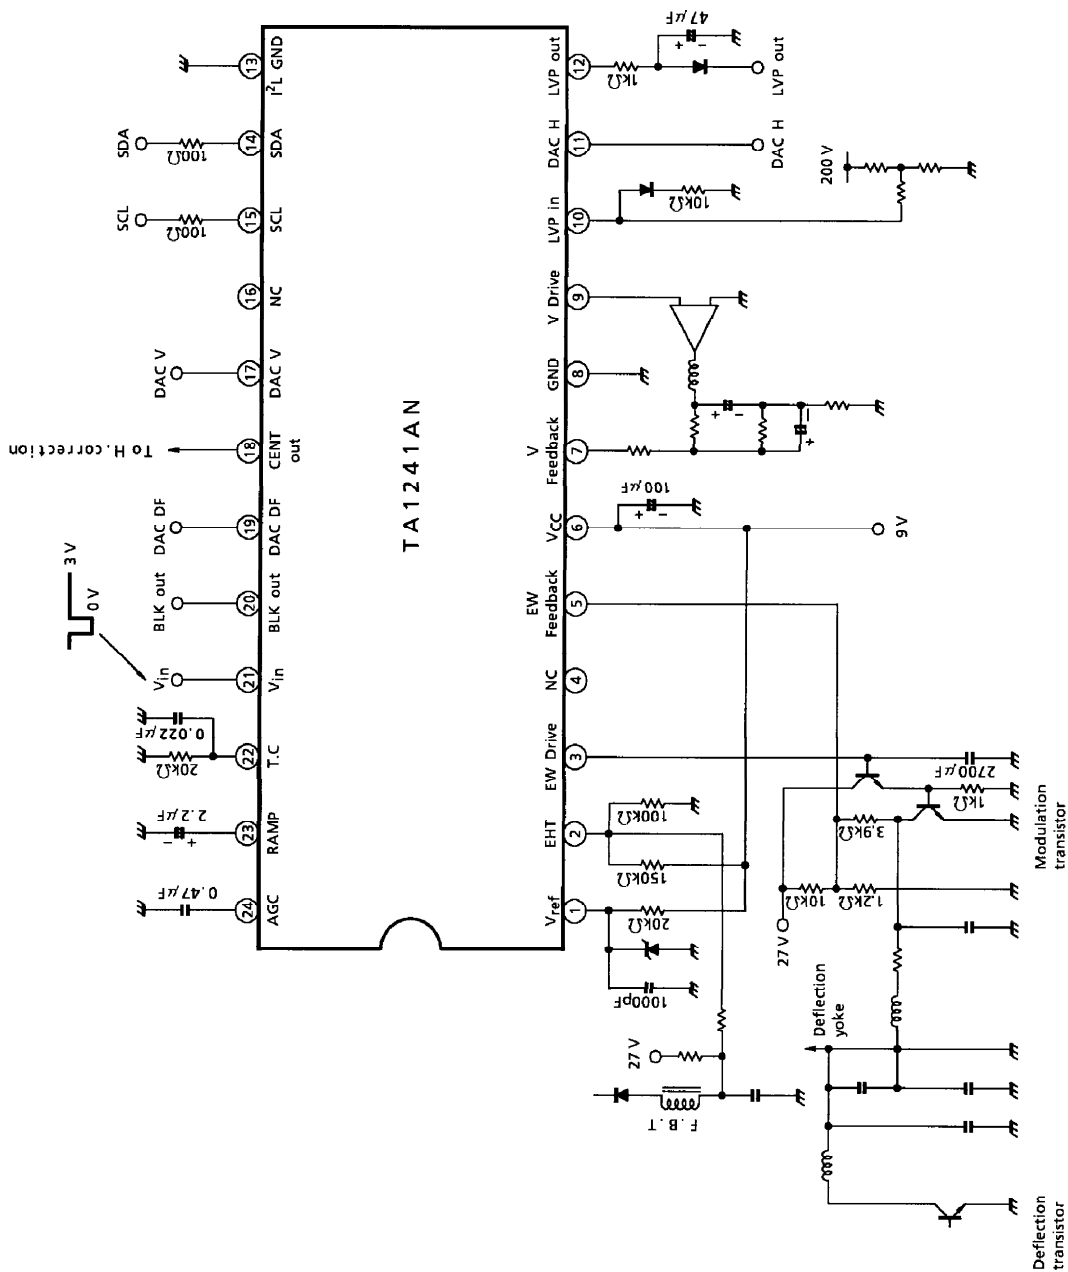 TA1241AN
13
I²L GND
14
SDA
100Ω
SDA
15
SCL
100Ω
SCL
16
NC
17
DAC V
DAC V
18
CENT
out
To H. correction
19
DAC DF
DAC DF
20
BLK out
BLK out
21
Vin
Vin
3 V
0 V
22
T.C
20kΩ
0.022μF
23
RAMP
2.2μF
+
−
24
AGC
0.47μF
12
LVP out
1kΩ
47μF
+
−
LVP out
11
DAC H
DAC H
10
LVP in
10kΩ
200 V
9
V Drive
8
GND
7
V
Feedback
+
−
+
−
6
VCC
100μF
+
−
9V
5
EW
Feedback
4
NC
3
EW Drive
2700μF
1kΩ
3.9kΩ
10kΩ
1.2kΩ
27 V
Modulation
transistor
2
EHT
100kΩ
150kΩ
1
Vref
20kΩ
1000pF
27 V
F.B.T
Deflection
yoke
Deflection
transistor